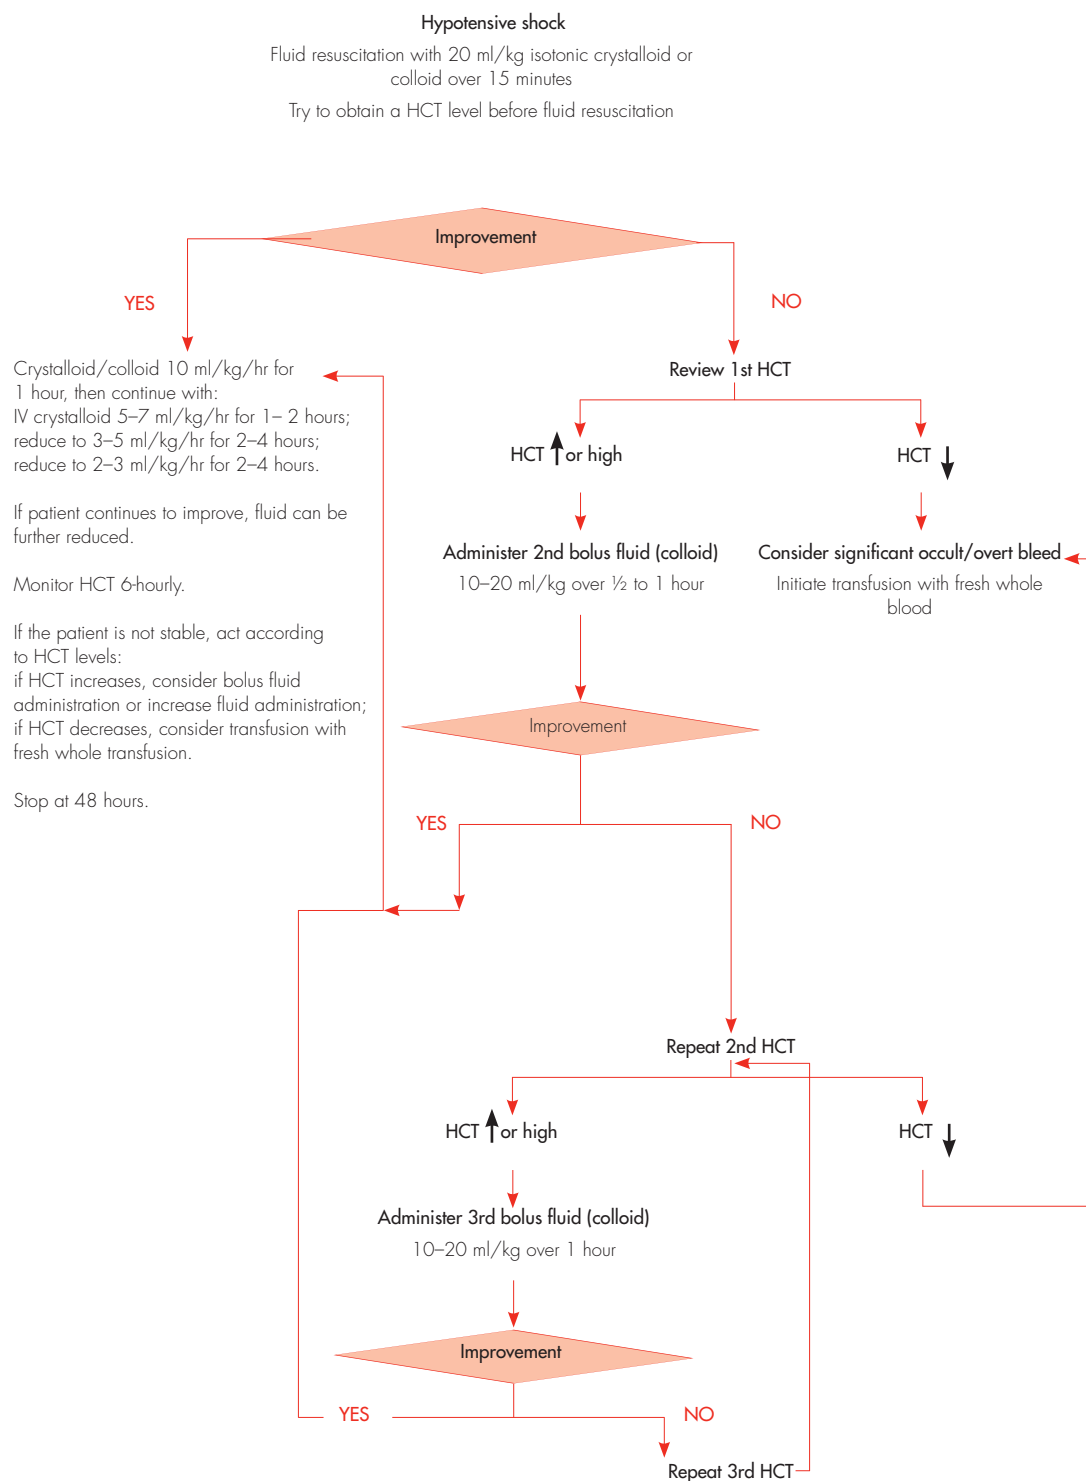 Hypotensive shock
Fluid resuscitation with 20 ml/kg isotonic crystalloid or
colloid over 15 minutes
Try to obtain a HCT level before fluid resuscitation
Improvement
YES
NO
Crystalloid/colloid 10 ml/kg/hr for
1 hour, then continue with:
IV crystalloid 5–7 ml/kg/hr for 1– 2 hours;
reduce to 3–5 ml/kg/hr for 2–4 hours;
reduce to 2–3 ml/kg/hr for 2–4 hours.
If patient continues to improve, fluid can be
further reduced.
Monitor HCT 6-hourly.
If the patient is not stable, act according
to HCT levels:
if HCT increases, consider bolus fluid
administration or increase fluid administration;
if HCT decreases, consider transfusion with
fresh whole transfusion.
Stop at 48 hours.
Review 1st HCT
HCT ↑ or high
HCT ↓
Administer 2nd bolus fluid (colloid)
10–20 ml/kg over ½ to 1 hour
Consider significant occult/overt bleed
Initiate transfusion with fresh whole
blood
Improvement
YES
NO
Repeat 2nd HCT
HCT ↑ or high
HCT ↓
Administer 3rd bolus fluid (colloid)
10–20 ml/kg over 1 hour
Improvement
YES
NO
Repeat 3rd HCT